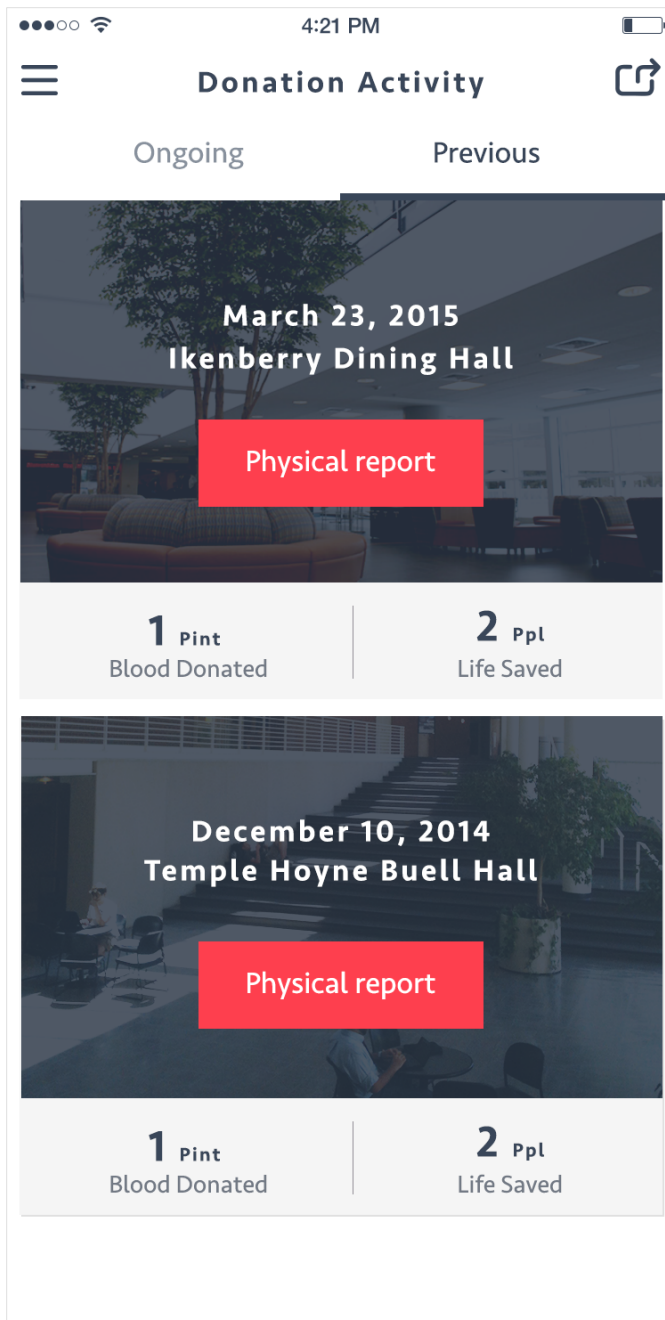 4:21 PM
Donation Activity
Ongoing Previous
March 23, 2015
Ikenberry Dining Hall
Physical report
1 Pint 2 Ppl
Blood Donated Life Saved
December 10, 2014
Temple Hoyne Buell Hall
Physical report
1 Pint 2 Ppl
Blood Donated Life Saved